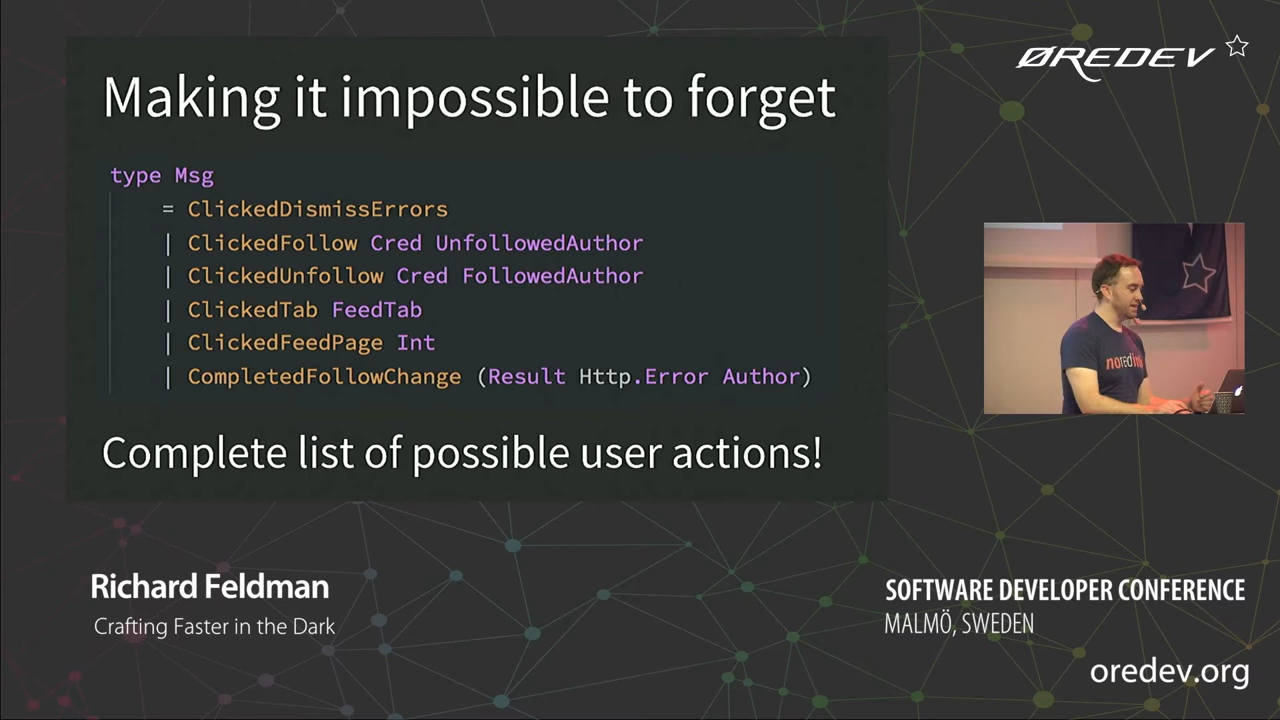 ØREDEV
Making it impossible to forget
type Msg
= ClickedDismissErrors
| ClickedFollow Cred UnfollowedAuthor
| ClickedUnfollow Cred FollowedAuthor
| ClickedTab FeedTab
| ClickedFeedPage Int
| CompletedFollowChange (Result Http.Error Author)
Complete list of possible user actions!
noredink
Richard Feldman
Crafting Faster in the Dark
SOFTWARE DEVELOPER CONFERENCE
MALMÖ, SWEDEN
oredev.org